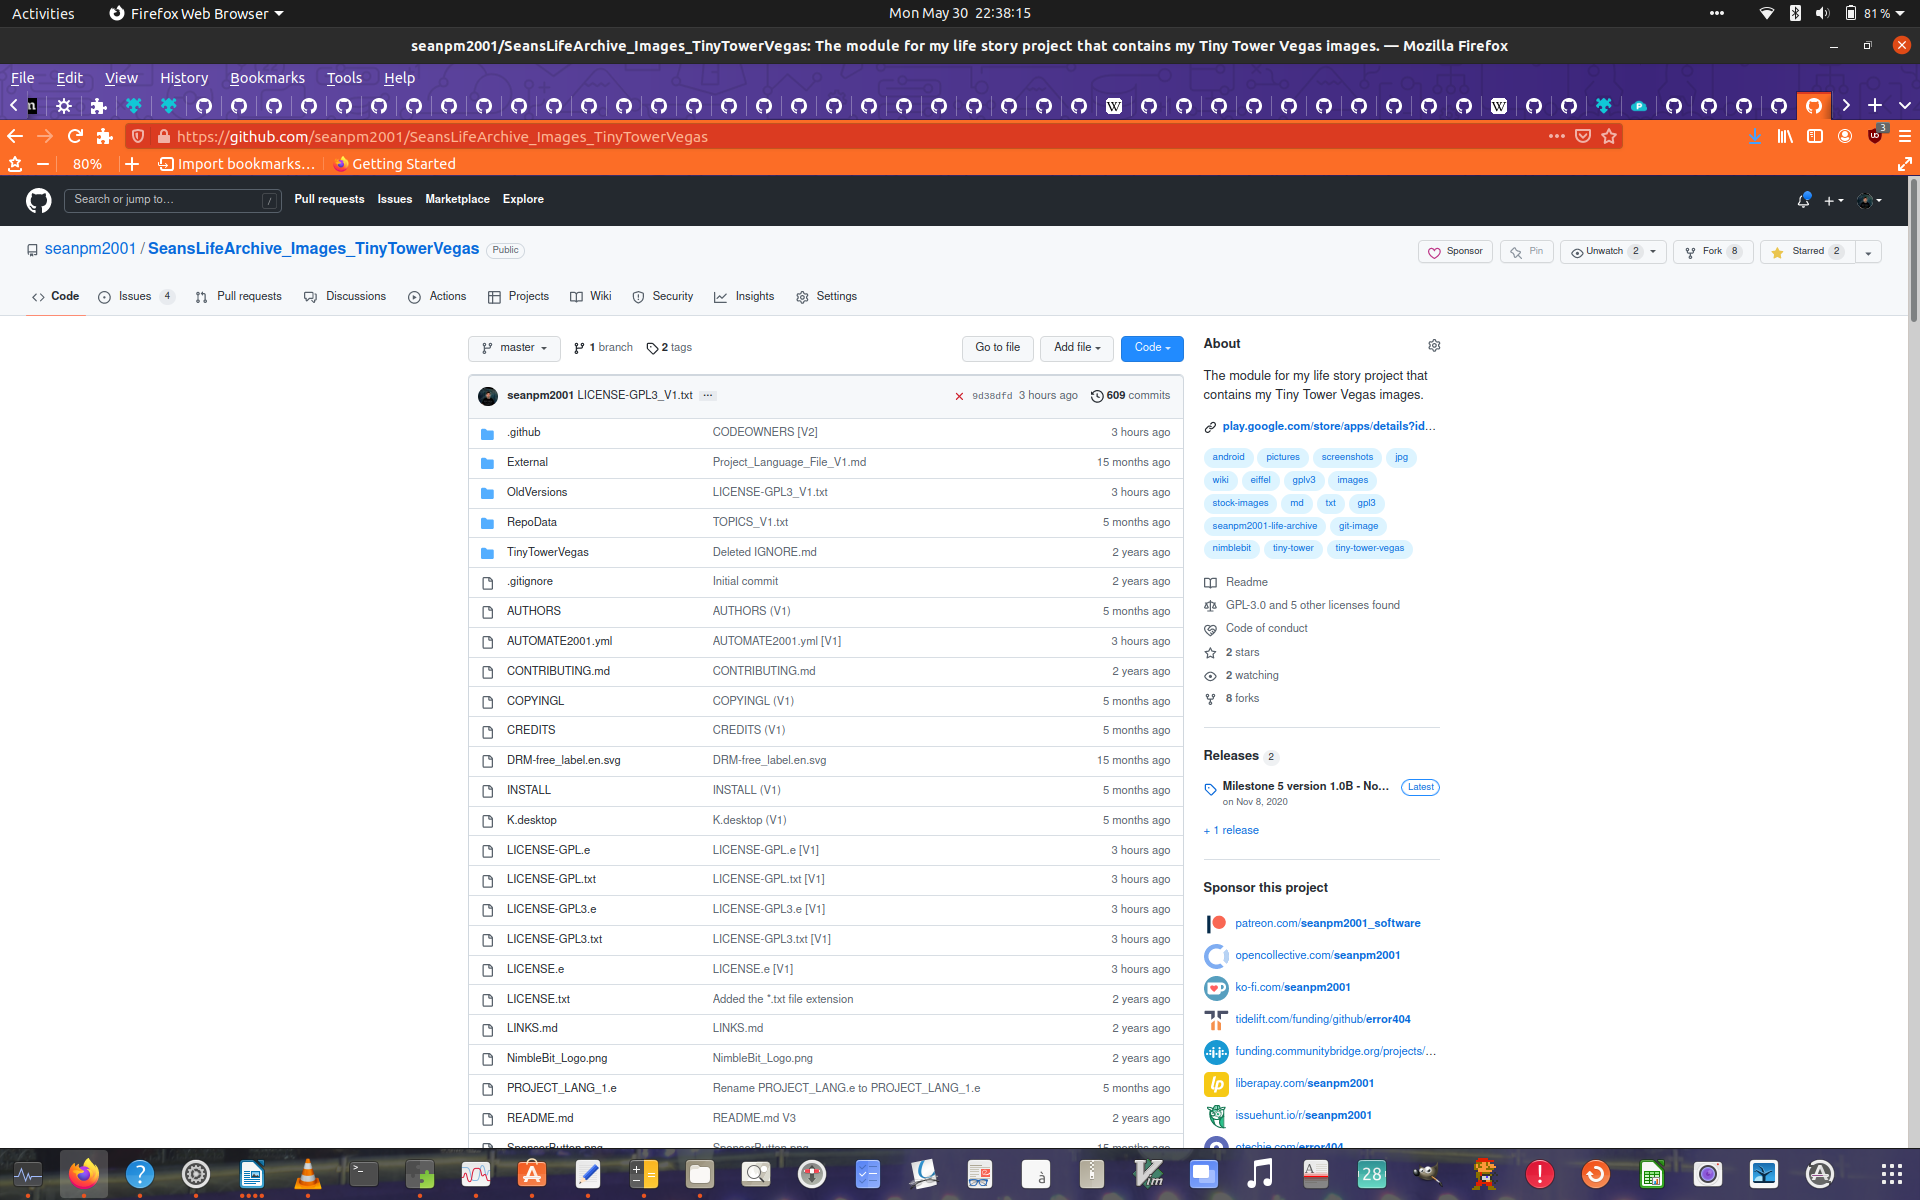 Activities
Firefox Web Browser
Mon May 30 22:38:15
81 %
seanpm2001/SeansLifeArchive_Images_TinyTowerVegas: The module for my life story project that contains my Tiny Tower Vegas images. — Mozilla Firefox
File Edit View History Bookmarks Tools Help
https://github.com/seanpm2001/SeansLifeArchive_Images_TinyTowerVegas
3
80%
Import bookmarks...
Getting Started
Search or jump to... /
Pull requests Issues Marketplace Explore
seanpm2001 / SeansLifeArchive_Images_TinyTowerVegas Public
Sponsor Pin Unwatch 2 Fork 8 Starred 2
Code Issues 4 Pull requests Discussions Actions Projects Wiki Security Insights Settings
master 1 branch 2 tags Go to file Add file Code
seanpm2001 LICENSE-GPL3_V1.txt ... 9d38dfd 3 hours ago 609 commits
.github CODEOWNERS [V2] 3 hours ago
External Project_Language_File_V1.md 15 months ago
OldVersions LICENSE-GPL3_V1.txt 3 hours ago
RepoData TOPICS_V1.txt 5 months ago
TinyTowerVegas Deleted IGNORE.md 2 years ago
.gitignore Initial commit 2 years ago
AUTHORS AUTHORS (V1) 5 months ago
AUTOMATE2001.yml AUTOMATE2001.yml [V1] 3 hours ago
CONTRIBUTING.md CONTRIBUTING.md 2 years ago
COPYINGL COPYINGL (V1) 5 months ago
CREDITS CREDITS (V1) 5 months ago
DRM-free_label.en.svg DRM-free_label.en.svg 15 months ago
INSTALL INSTALL (V1) 5 months ago
K.desktop K.desktop (V1) 5 months ago
LICENSE-GPL.e LICENSE-GPL.e [V1] 3 hours ago
LICENSE-GPL.txt LICENSE-GPL.txt [V1] 3 hours ago
LICENSE-GPL3.e LICENSE-GPL3.e [V1] 3 hours ago
LICENSE-GPL3.txt LICENSE-GPL3.txt [V1] 3 hours ago
LICENSE.e LICENSE.e [V1] 3 hours ago
LICENSE.txt Added the *.txt file extension 2 years ago
LINKS.md LINKS.md 2 years ago
NimbleBit_Logo.png NimbleBit_Logo.png 2 years ago
PROJECT_LANG_1.e Rename PROJECT_LANG.e to PROJECT_LANG_1.e 5 months ago
README.md README.md V3 2 years ago
SponsorButton.png SponsorButton.png 15 months ago
About
The module for my life story project that
contains my Tiny Tower Vegas images.
play.google.com/store/apps/details?id...
android pictures screenshots jpg
wiki eiffel gplv3 images
stock-images md txt gpl3
seanpm2001-life-archive git-image
nimblebit tiny-tower tiny-tower-vegas
Readme
GPL-3.0 and 5 other licenses found
Code of conduct
2 stars
2 watching
8 forks
Releases 2
Milestone 5 version 1.0B - No... Latest
on Nov 8, 2020
+ 1 release
Sponsor this project
patreon.com/seanpm2001_software
opencollective.com/seanpm2001
ko-fi.com/seanpm2001
tidelift.com/funding/github/error404
funding.communitybridge.org/projects/...
liberapay.com/seanpm2001
issuehunt.io/r/seanpm2001
otechie.com/error404
28